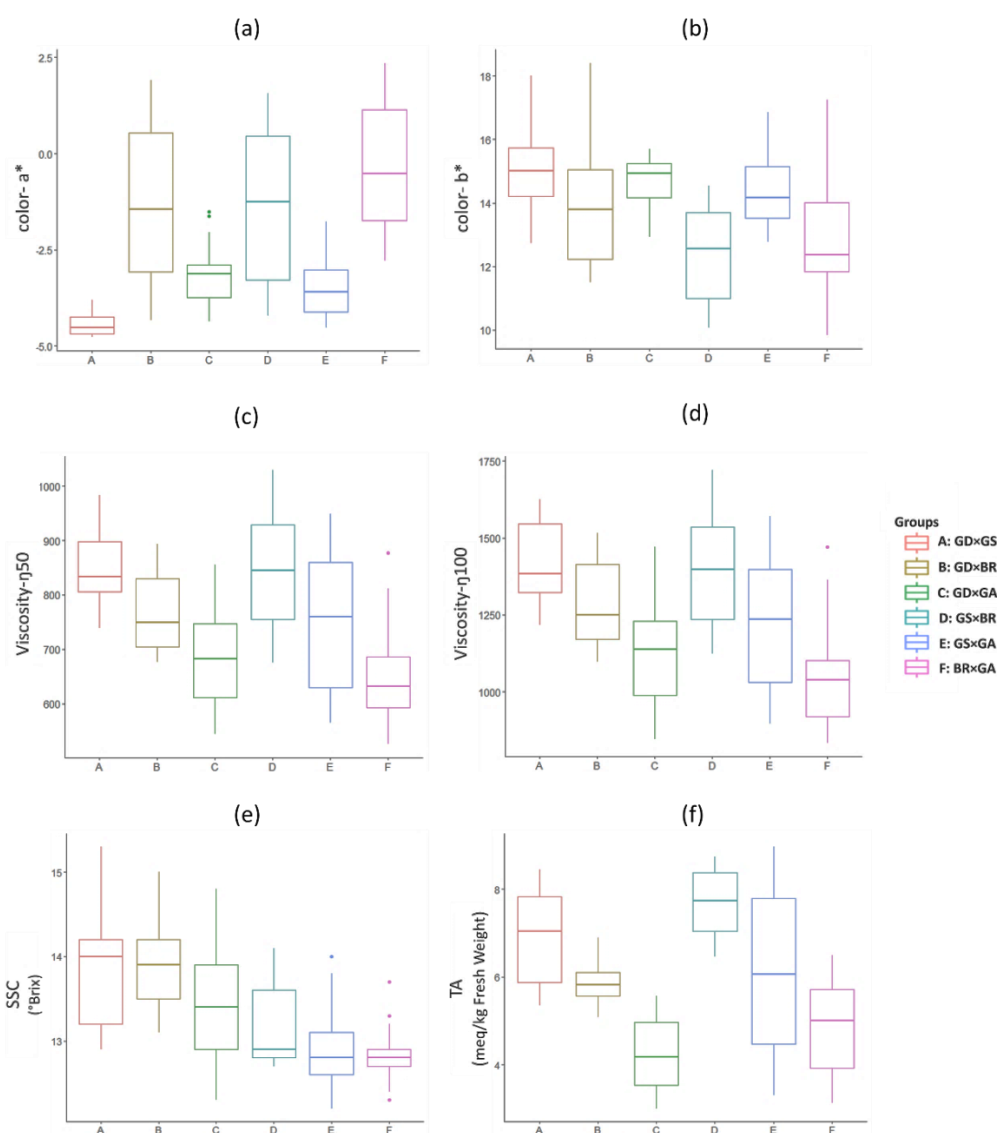 (a)
2.5
0.0
-2.5
-5.0
color- a*
A B C D E F
(b)
18
16
14
12
10
color- b*
A B C D E F
(c)
1000
900
800
700
600
Viscosity-η50
A B C D E F
(d)
1750
1500
1250
1000
Viscosity-η100
A B C D E F
Groups
A: GD×GS
B: GD×BR
C: GD×GA
D: GS×BR
E: GS×GA
F: BR×GA
(e)
15
14
13
SSC
(°Brix)
A B C D E F
(f)
8
6
4
TA
(meq/kg Fresh Weight)
A B C D E F